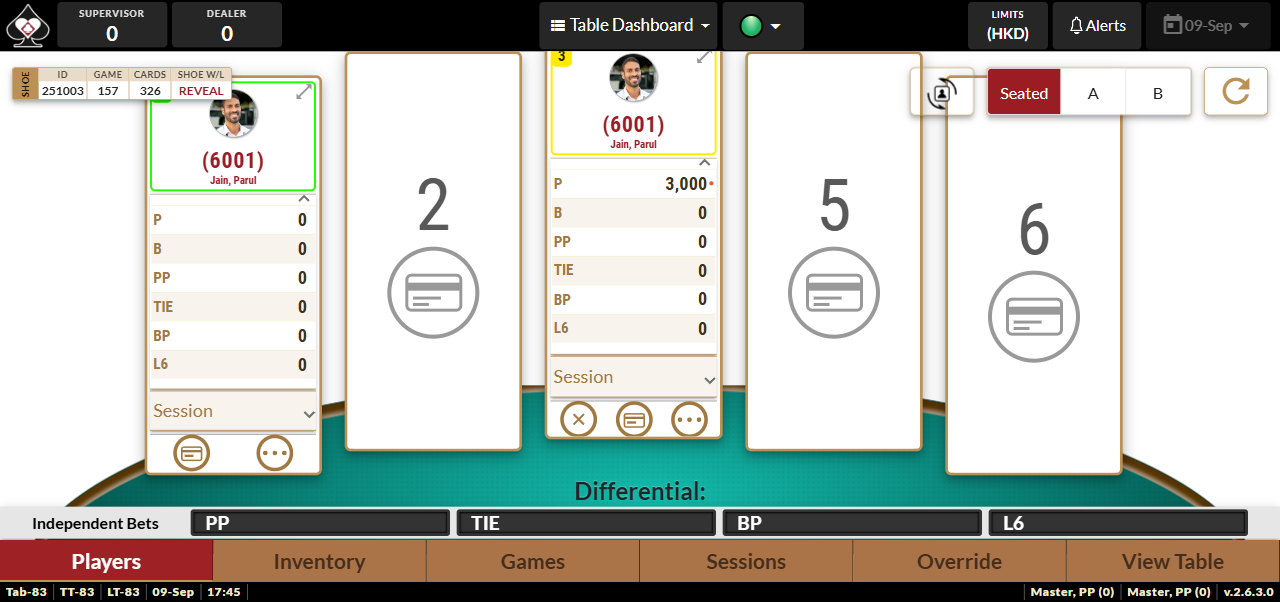 SUPERVISOR
0
DEALER
0
Table Dashboard
LIMITS
(HKD)
Alerts
09-Sep
SHOE
ID GAME CARDS SHOE W/L
251003 157 326 REVEAL
Seated A B
(6001)
Jain, Parul
P 0
B 0
PP 0
TIE 0
BP 0
L6 0
Session
2
3
(6001)
Jain, Parul
P 3,000
B 0
PP 0
TIE 0
BP 0
L6 0
Session
5
6
Differential:
Independent Bets PP TIE BP L6
Players Inventory Games Sessions Override View Table
Tab-83 TT-83 LT-83 09-Sep 17:45 Master, PP (0) Master, PP (0) v.2.6.3.0